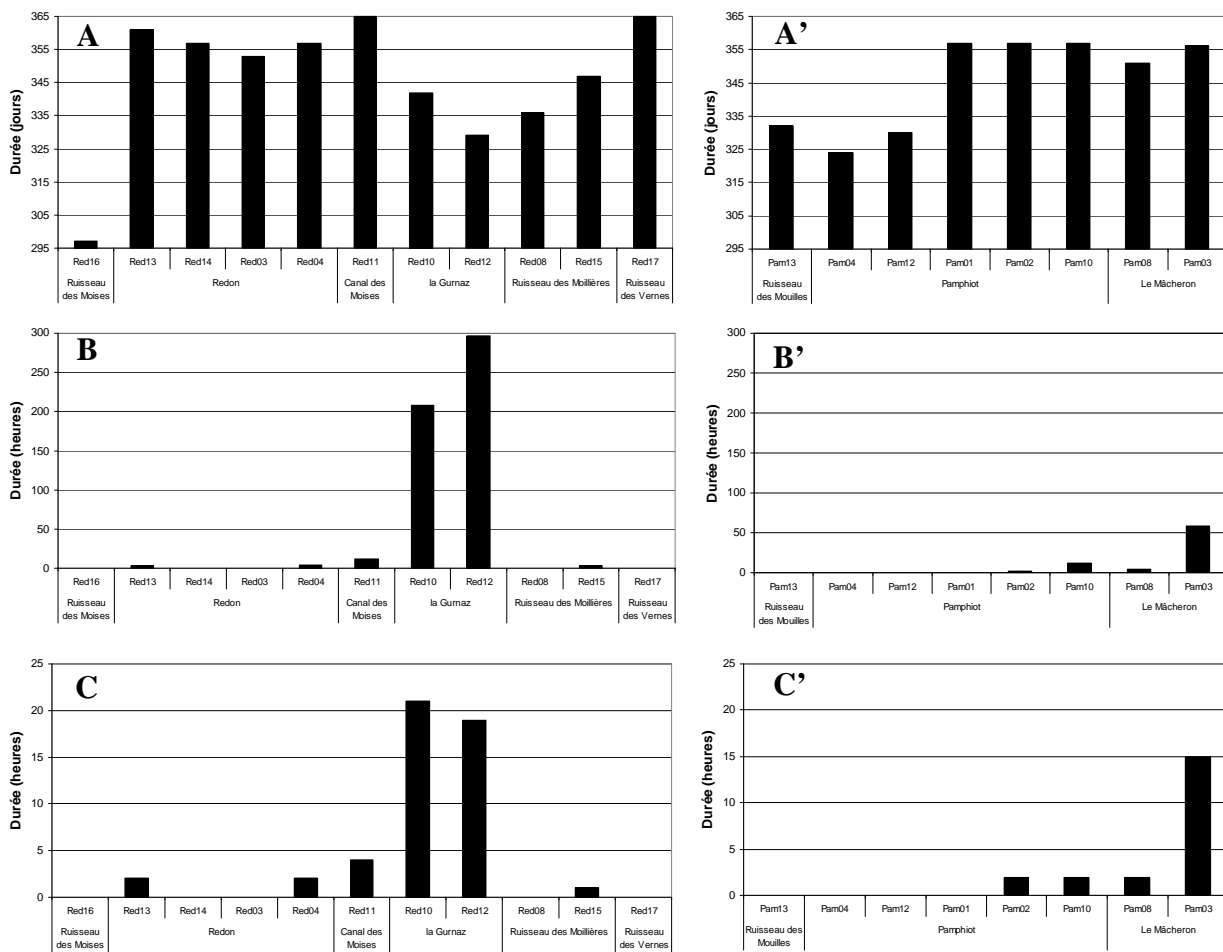 A
Durée (jours)
365
355
345
335
325
315
305
295
Red16 Red13 Red14 Red03 Red04 Red11 Red10 Red12 Red08 Red15 Red17
Ruisseau des Moises Redon Canal des Moises la Gurnaz Ruisseau des Moillières Ruisseau des Vernes
A’
Durée (jours)
365
355
345
335
325
315
305
295
Pam13 Pam04 Pam12 Pam01 Pam02 Pam10 Pam08 Pam03
Ruisseau des Mouilles Pamphiot Le Mâcheron
B
Durée (heures)
300
250
200
150
100
50
0
Red16 Red13 Red14 Red03 Red04 Red11 Red10 Red12 Red08 Red15 Red17
Ruisseau des Moises Redon Canal des Moises la Gurnaz Ruisseau des Moillières Ruisseau des Vernes
B’
Durée (heures)
300
250
200
150
100
50
0
Pam13 Pam04 Pam12 Pam01 Pam02 Pam10 Pam08 Pam03
Ruisseau des Mouilles Pamphiot Le Mâcheron
C
Durée (heures)
25
20
15
10
5
0
Red16 Red13 Red14 Red03 Red04 Red11 Red10 Red12 Red08 Red15 Red17
Ruisseau des Moises Redon Canal des Moises la Gurnaz Ruisseau des Moillières Ruisseau des Vernes
C’
Durée (heures)
25
20
15
10
5
0
Pam13 Pam04 Pam12 Pam01 Pam02 Pam10 Pam08 Pam03
Ruisseau des Mouilles Pamphiot Le Mâcheron